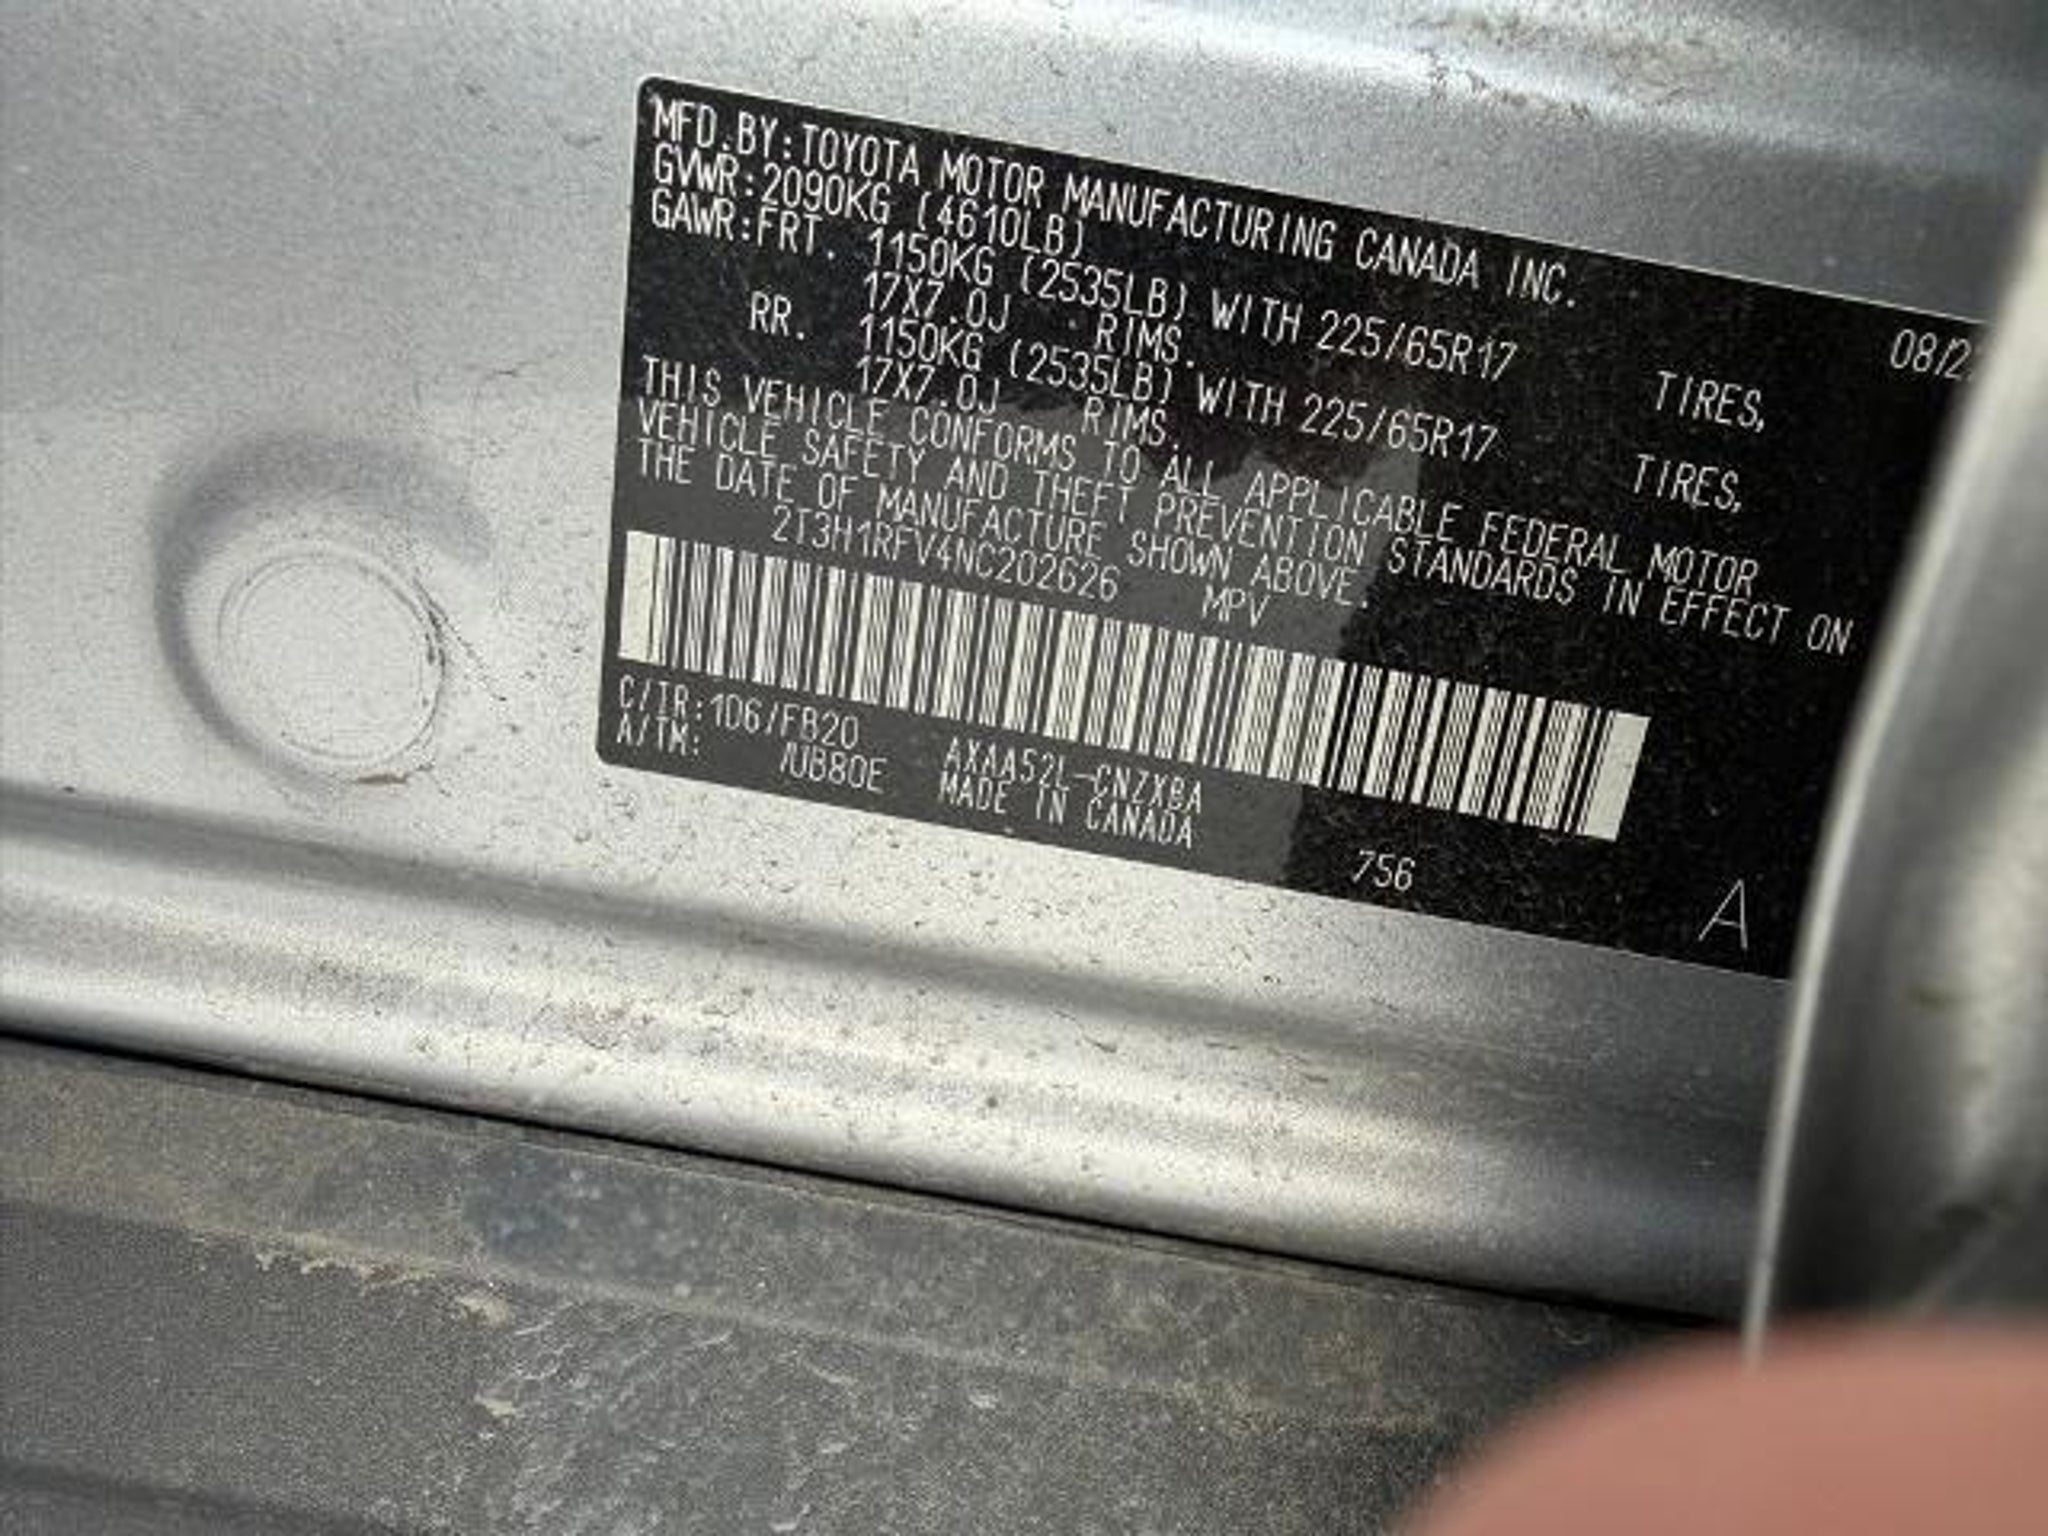 MFD.BY:TOYOTA MOTOR MANUFACTURING CANADA INC.
GVWR:2090KG (4610LB) 08/2
GAWR:FRT. 1150KG (2535LB) WITH 225/65R17 TIRES,
17X7.0J RIMS.
RR. 1150KG (2535LB) WITH 225/65R17 TIRES,
17X7.0J RIMS.
THIS VEHICLE CONFORMS TO ALL APPLICABLE FEDERAL MOTOR
VEHICLE SAFETY AND THEFT PREVENTION STANDARDS IN EFFECT ON
THE DATE OF MANUFACTURE SHOWN ABOVE.
2T3H1RFV4NC202626 MPV
C/TR:1D6/FB20 AXAA52L-CNZXBA
A/TM: /UB80E MADE IN CANADA 756 A